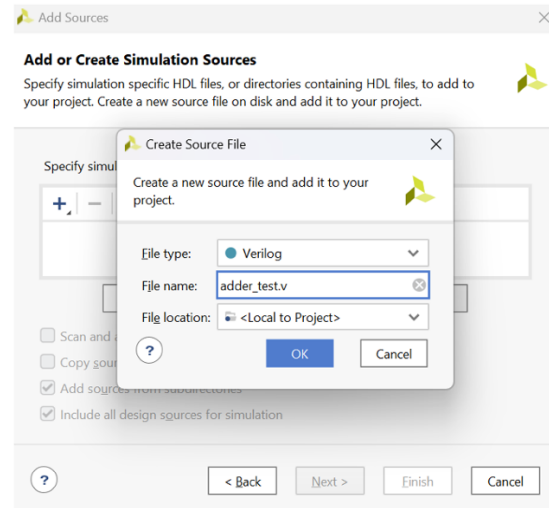 Add Sources
Add or Create Simulation Sources
Specify simulation specific HDL files, or directories containing HDL files, to add to
your project. Create a new source file on disk and add it to your project.
Create Source File
Specify simul
Create a new source file and add it to your
project.
File type: Verilog
File name: adder_test.v
File location: <Local to Project>
? OK Cancel
Scan and
Copy sour
Add sources from subdirectories
Include all design sources for simulation
? < Back Next > Finish Cancel